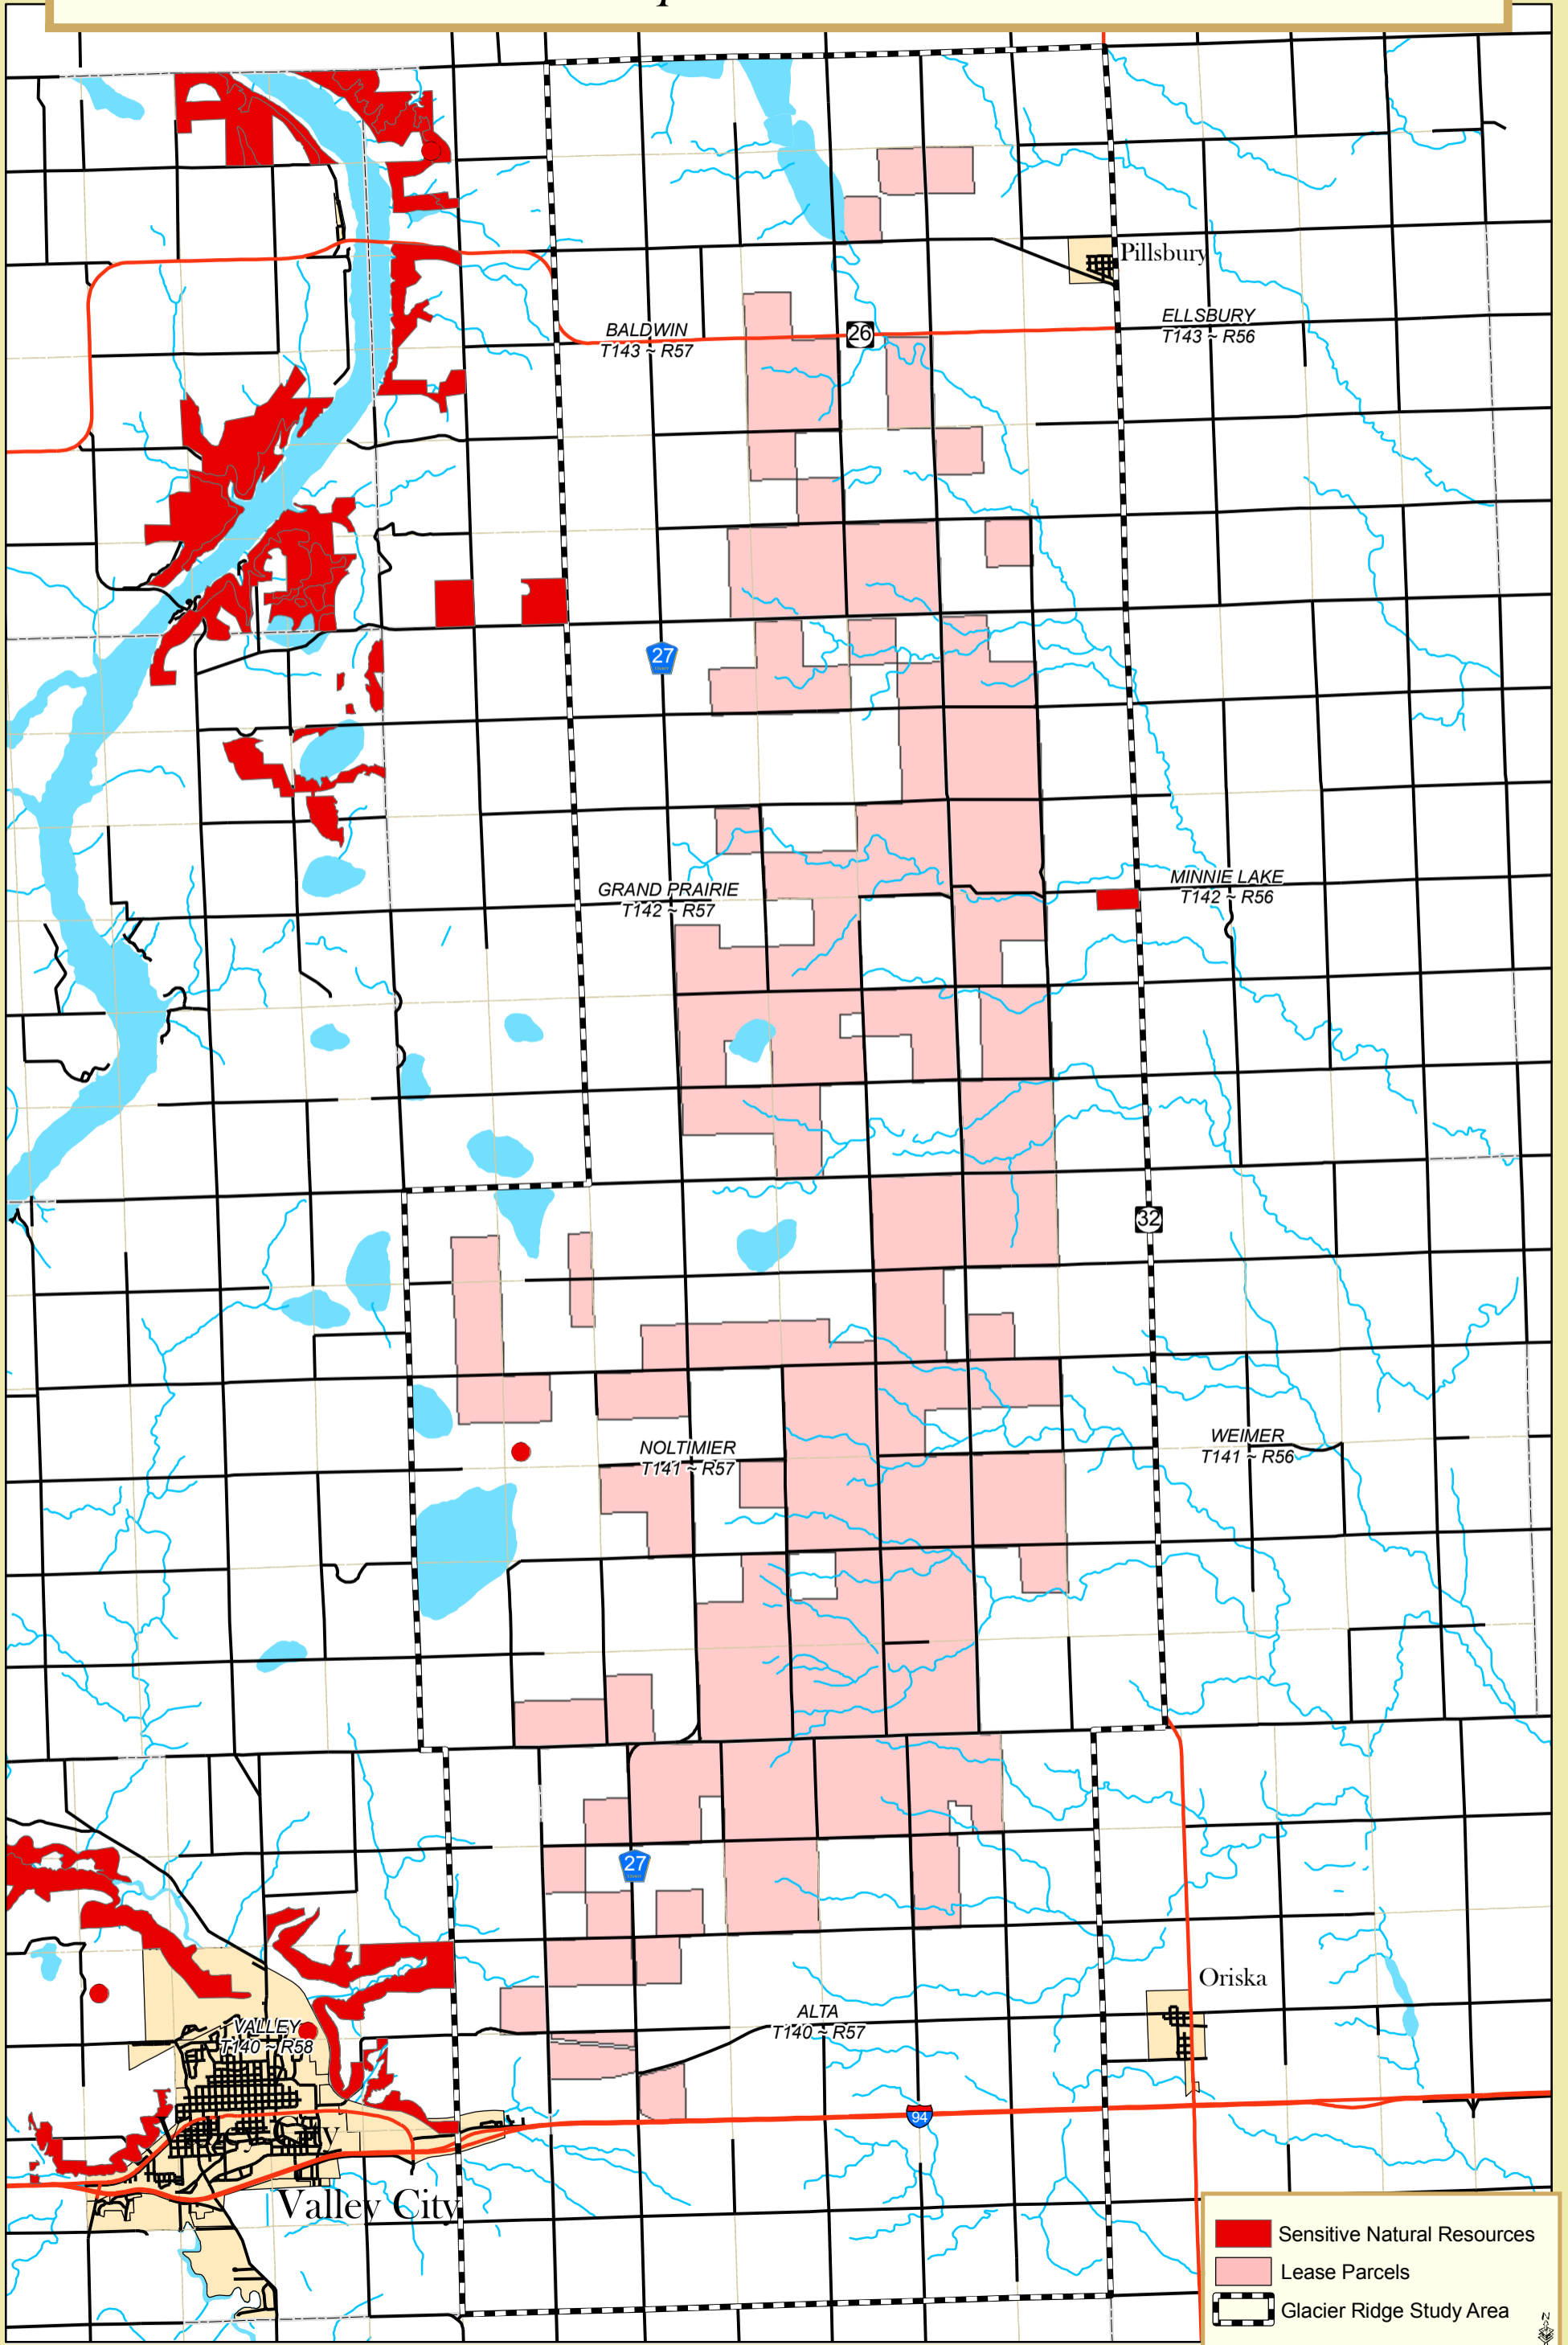 Pillsbury
ELLSBURY
T143 ~ R56
BALDWIN
T143 ~ R57
26
27
GRAND PRAIRIE
T142 ~ R57
MINNIE LAKE
T142 ~ R56
32
NOLTIMIER
T141 ~ R57
WEIMER
T141 ~ R56
27
Oriska
ALTA
T140 ~ R57
VALLEY
T140 ~ R58
94
Valley City
Valley City
Sensitive Natural Resources
Lease Parcels
Glacier Ridge Study Area
N